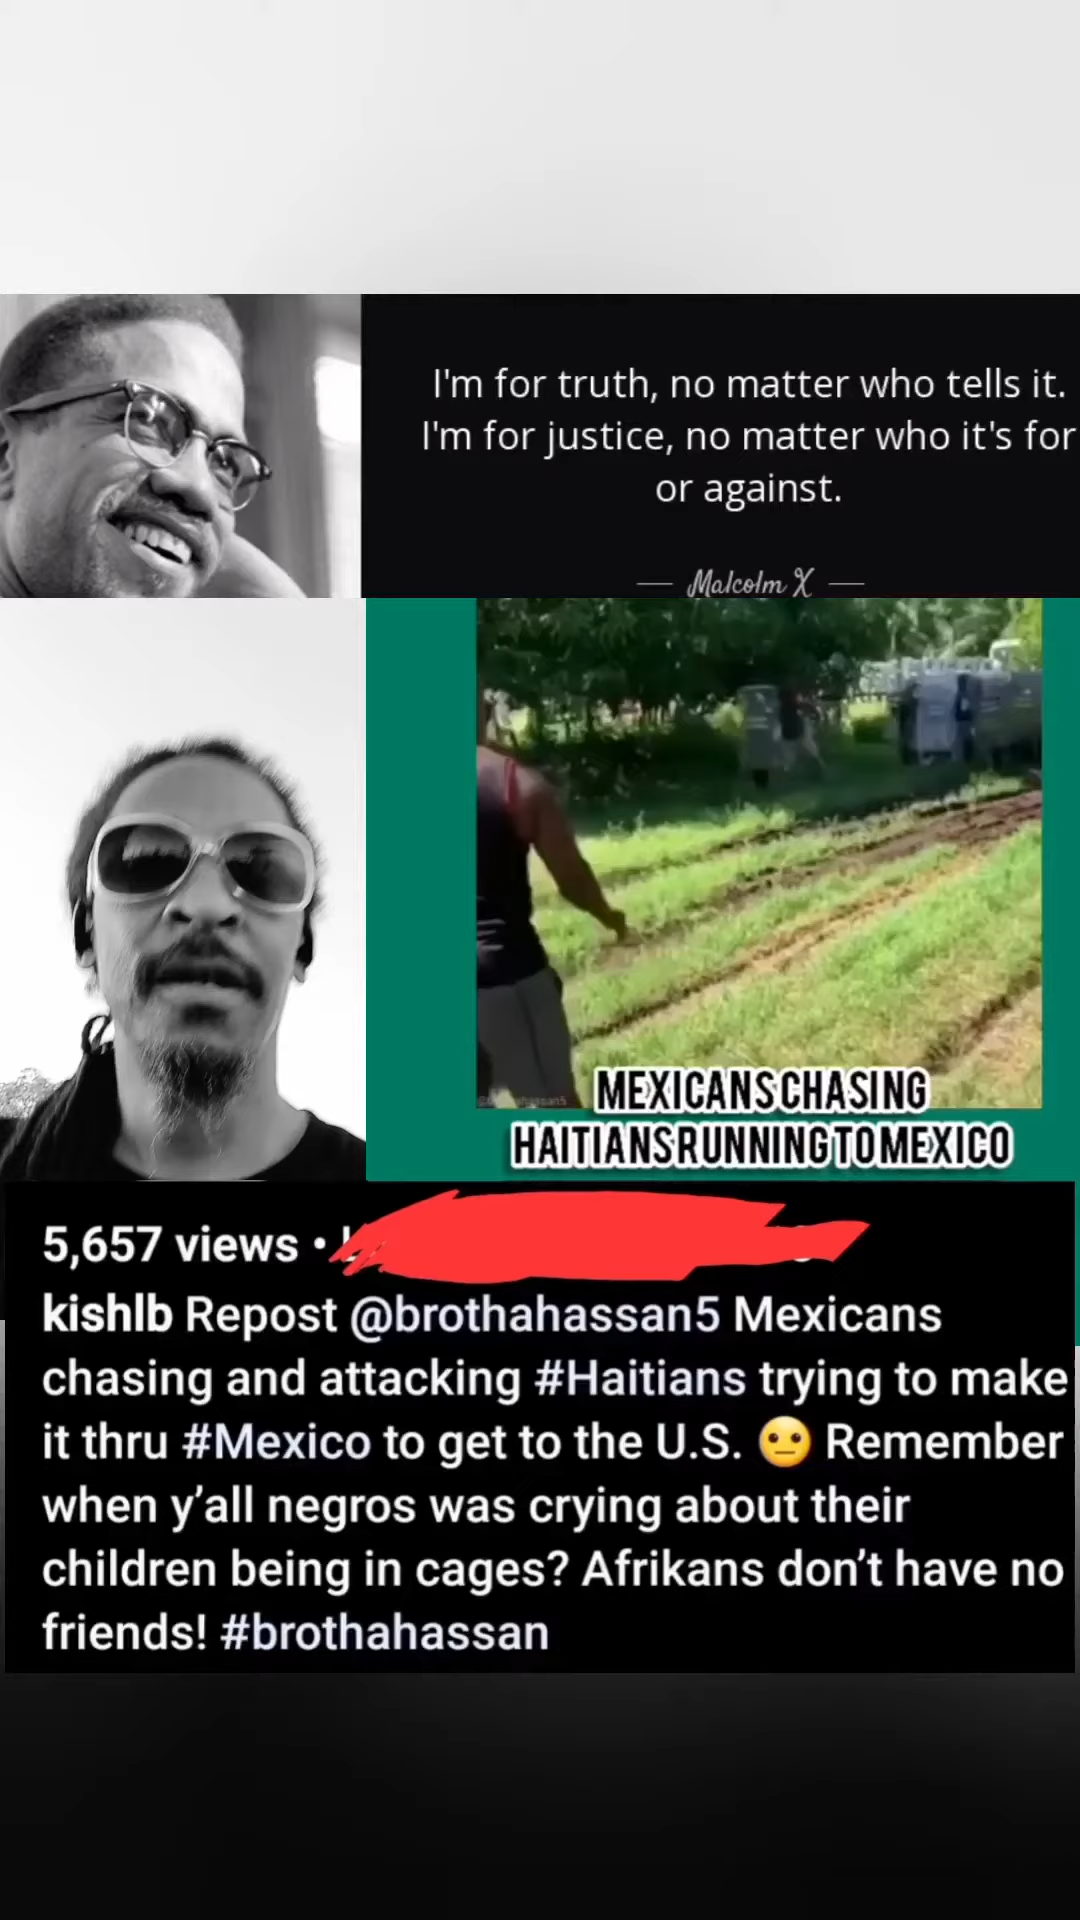 I'm for truth, no matter who tells it.
I'm for justice, no matter who it's for
or against.
Malcolm X
MEXICANS CHASING
HAITIANS RUNNING TO MEXICO
5,657 views •
kishlb Repost @brothahassan5 Mexicans
chasing and attacking #Haitians trying to make
it thru #Mexico to get to the U.S. 😐 Remember
when y’all negros was crying about their
children being in cages? Afrikans don’t have no
friends! #brothahassan